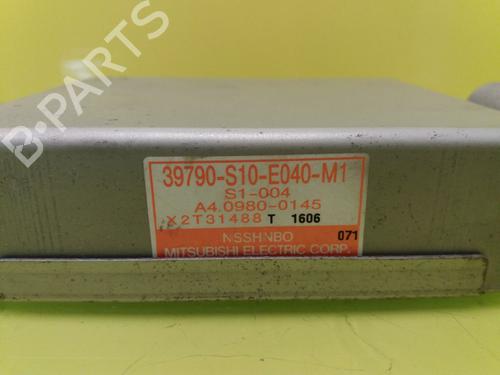 B-PARTS
39790-S10-E040-M1
S1-004
A4.0980-0145
X2T31488 T 1606
NSSHNBO 071
MITSUBISHI ELECTRIC CORP.